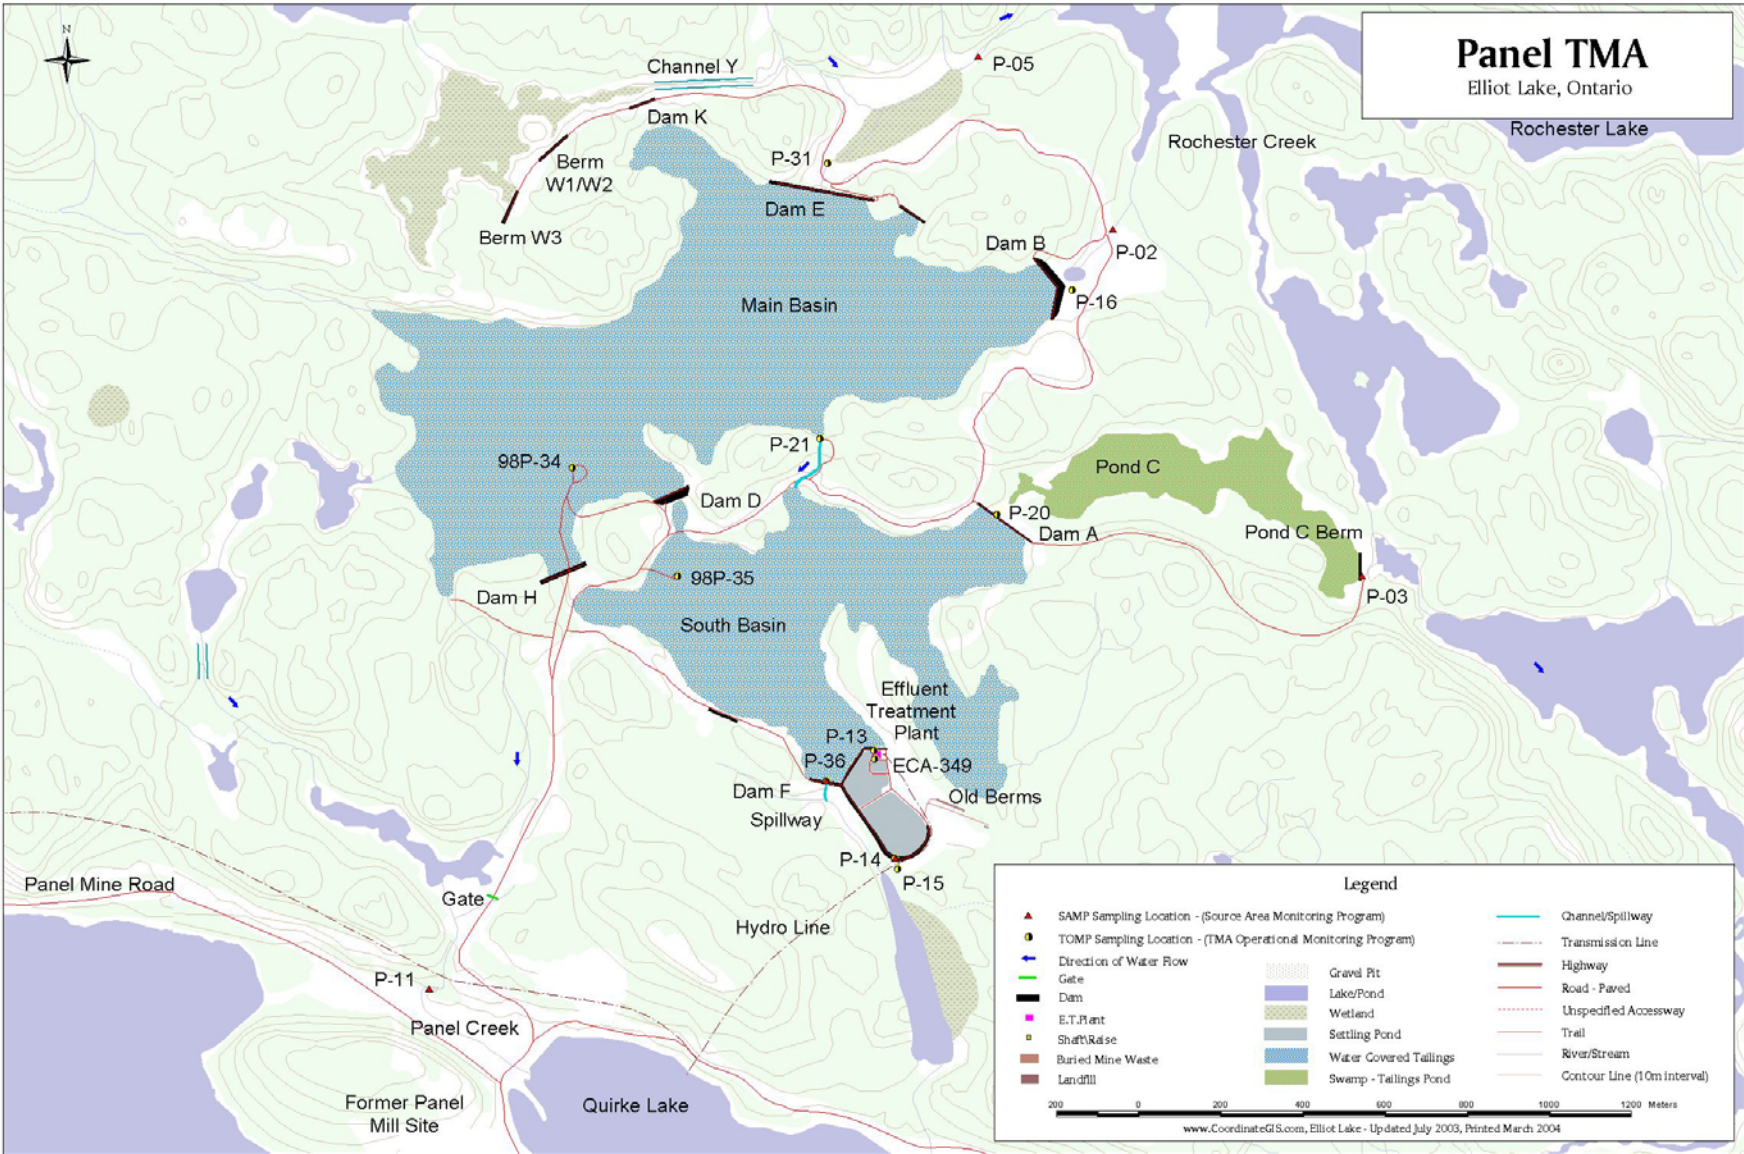 N
Panel TMA
Elliot Lake, Ontario
Channel Y
P-05
Rochester Lake
Dam K
Rochester Creek
P-31
Berm
W1/W2
Dam E
Berm W3
Dam B
P-02
P-16
Main Basin
P-21
98P-34
Pond C
Dam D
P-20
Dam A
Pond C Berm
98P-35
Dam H
P-03
South Basin
Effluent
Treatment
Plant
P-13
P-36
ECA-349
Dam F
Old Berms
Spillway
P-14
P-15
Panel Mine Road
Gate
Hydro Line
P-11
Panel Creek
Former Panel
Mill Site
Quirke Lake
Legend
SAMP Sampling Location - (Source Area Monitoring Program)
TOMP Sampling Location - (TMA Operational Monitoring Program)
Direction of Water Flow
Gate
Dam
E.T.Plant
Shaft\Raise
Buried Mine Waste
Landfill
Gravel Pit
Lake/Pond
Wetland
Settling Pond
Water Covered Tailings
Swamp - Tailings Pond
Channel/Spillway
Transmission Line
Highway
Road - Paved
Unspecified Accessway
Trail
River/Stream
Contour Line (10m interval)
200 0 200 400 600 800 1000 1200 Meters
www.CoordinateGIS.com, Elliot Lake - Updated July 2003, Printed March 2004